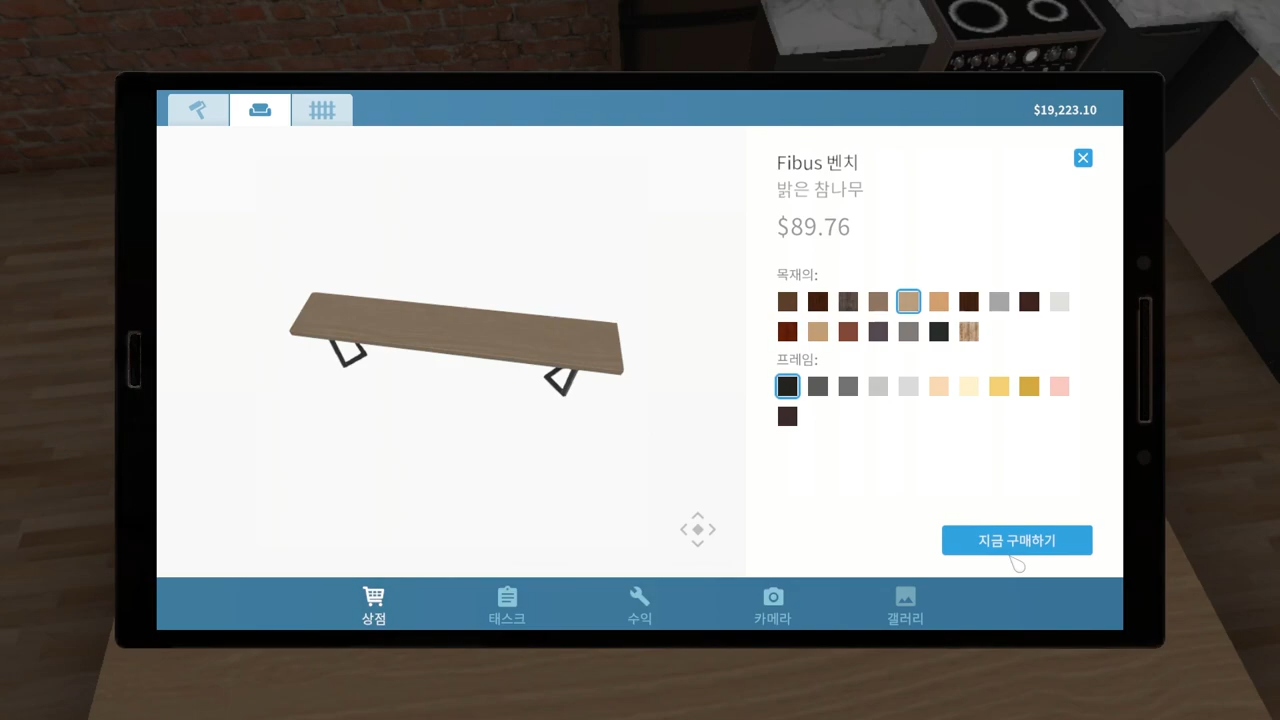 $19,223.10
Fibus 벤치
밝은 참나무
$89.76
목재의:
프레임:
지금 구매하기
상점
태스크
수익
카메라
갤러리